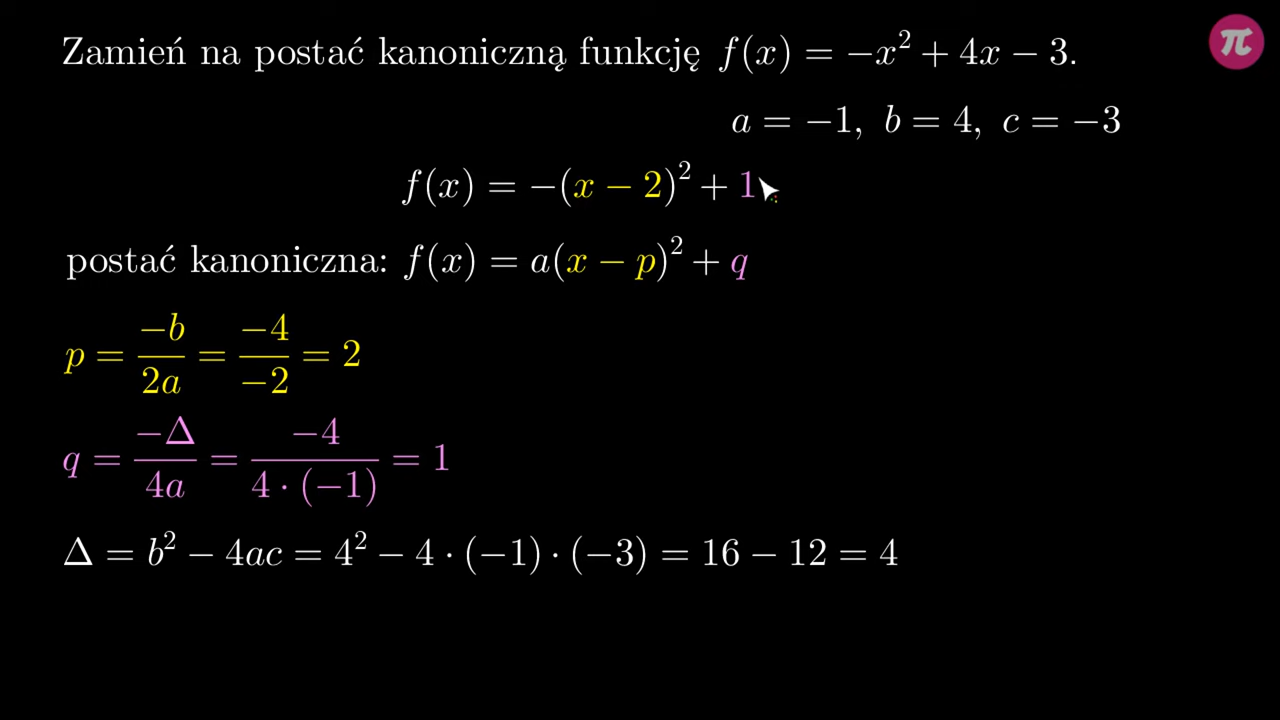 Zamień na postać kanoniczną funkcję f(x) = −x² + 4x − 3.
a = −1, b = 4, c = −3
f(x) = −(x − 2)² + 1
postać kanoniczna: f(x) = a(x − p)² + q
p = −b/2a = −4/−2 = 2
q = −Δ/4a = −4/4 · (−1) = 1
Δ = b² − 4ac = 4² − 4 · (−1) · (−3) = 16 − 12 = 4
π